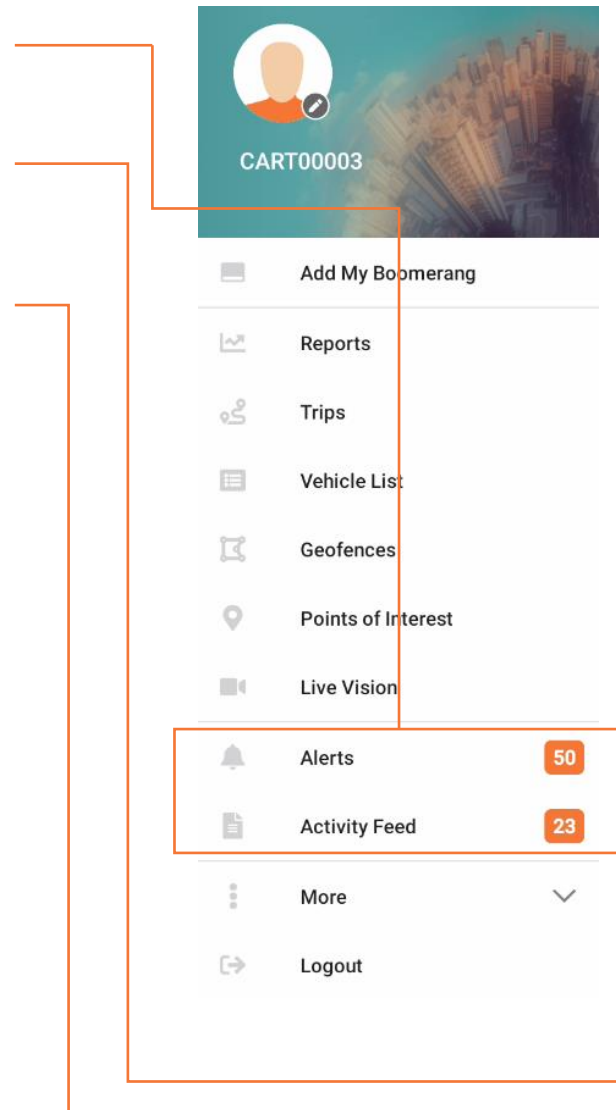 CART00003
Add My Boomerang
Reports
Trips
Vehicle List
Geofences
Points of Interest
Live Vision
Alerts 50
Activity Feed 23
More
Logout